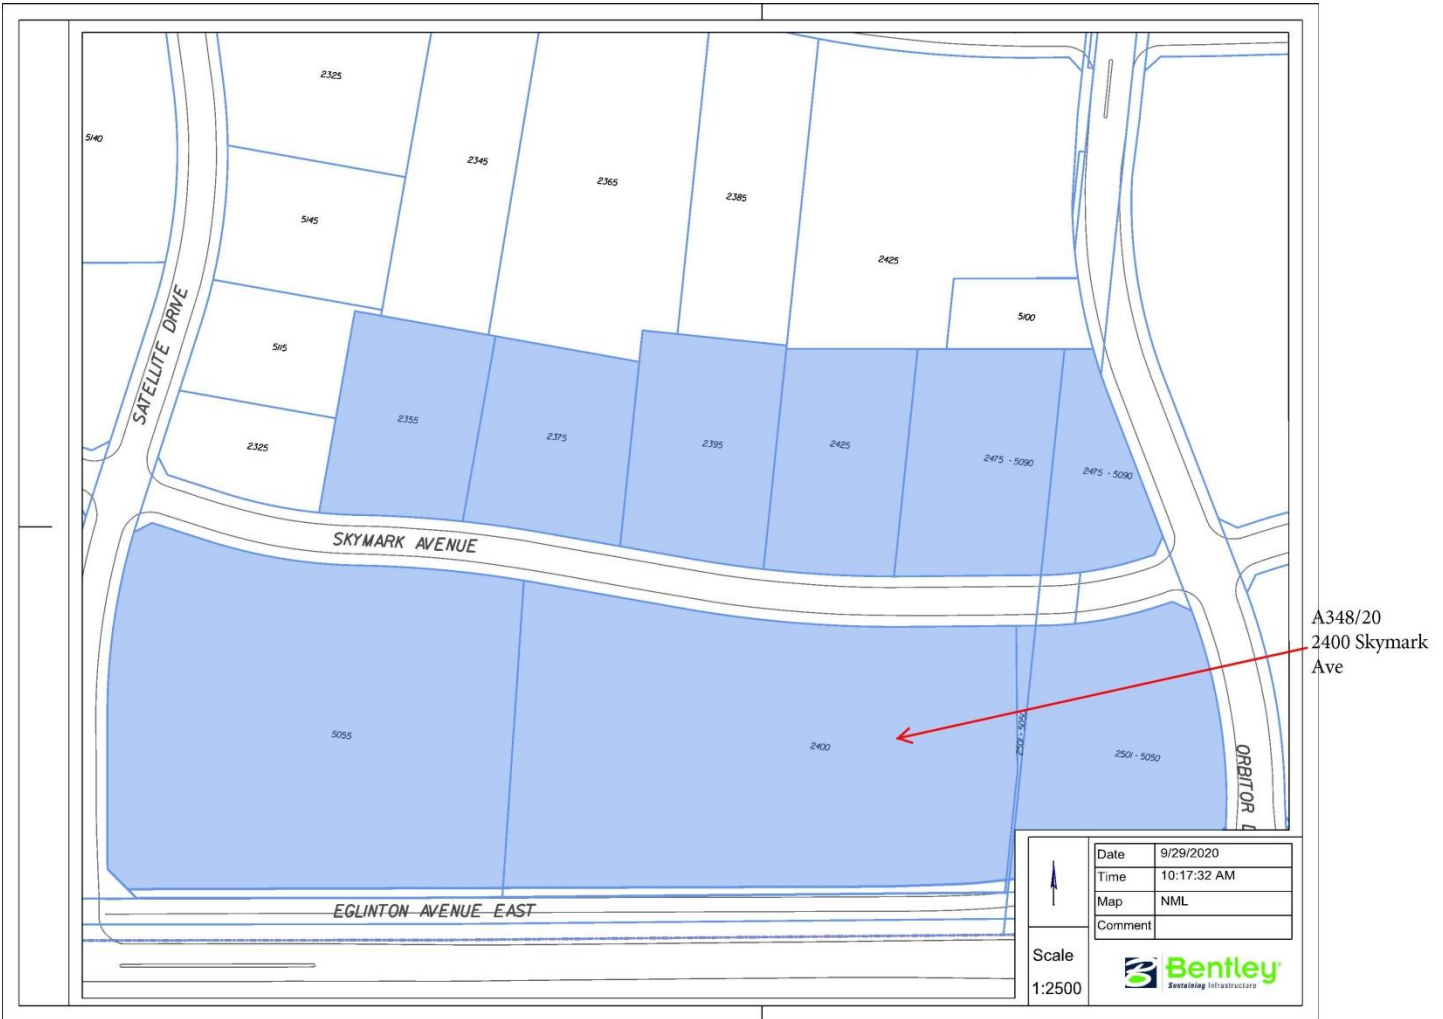 2325
5140
2345
2365
2385
5145
2425
5100
SATELLITE DRIVE
5115
2355
2375
2395
2425
2475 - 5090
2475 - 5090
2325
SKYMARK AVENUE
A348/20
2400 Skymark
Ave
5055
2400
2501 - 5050
2501 - 5050
ORBITOR
EGLINTON AVENUE EAST
Date 9/29/2020
Time 10:17:32 AM
Map NML
Comment
Scale
1:2500
Bentley
Sustaining Infrastructure